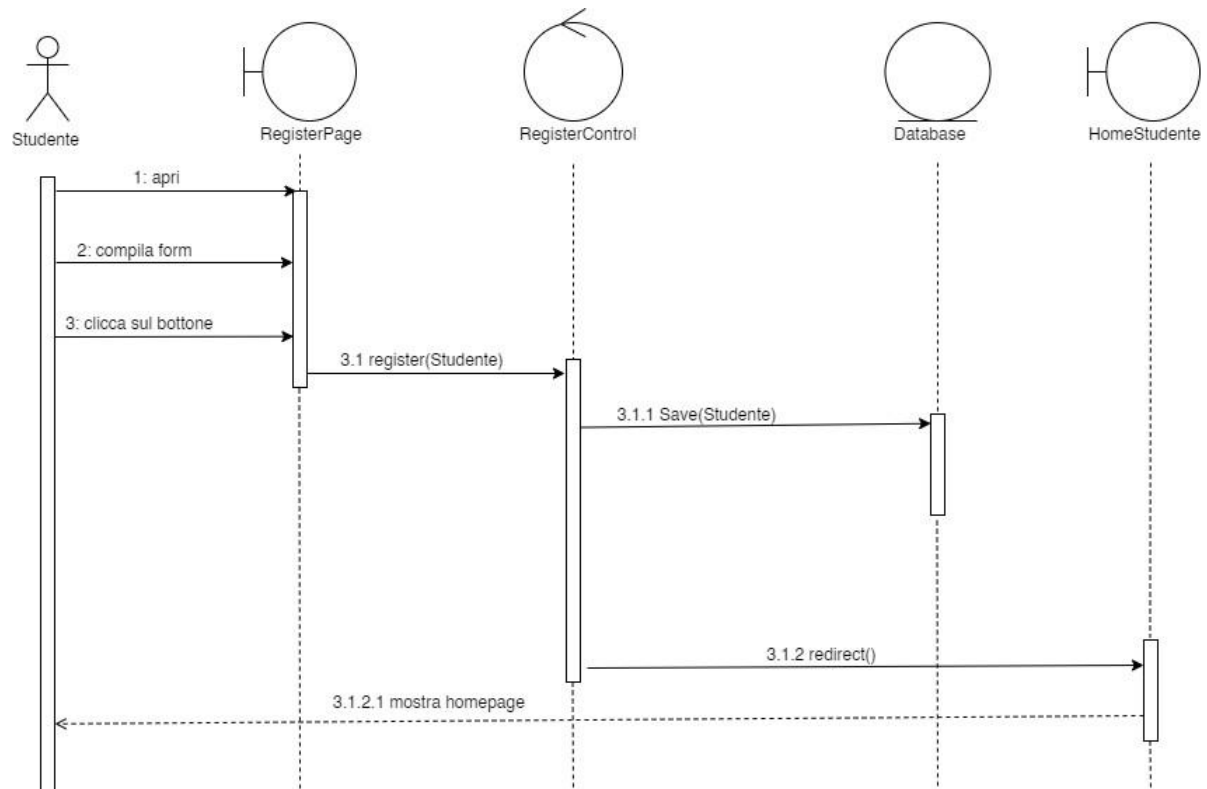 Studente
RegisterPage
RegisterControl
Database
HomeStudente
1: apri
2: compila form
3: clicca sul bottone
3.1 register(Studente)
3.1.1 Save(Studente)
3.1.2 redirect()
3.1.2.1 mostra homepage